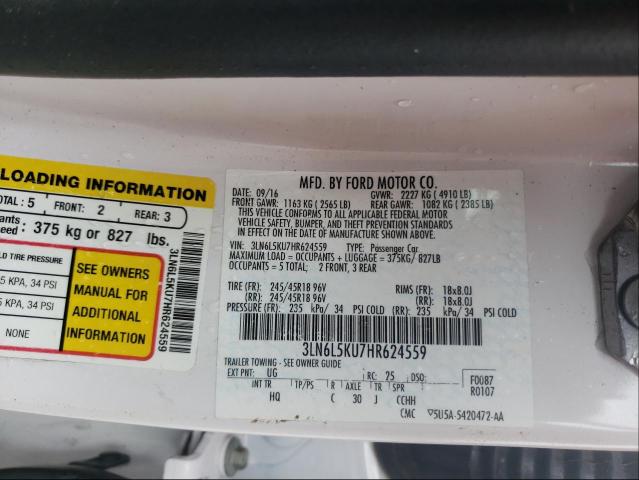 LOADING INFORMATION
TOTAL: 5 FRONT: 2 REAR: 3
375 kg or 827 lbs.
TIRE PRESSURE
KPA, 34 PSI
KPA, 34 PSI
NONE
SEE OWNERS
MANUAL FOR
ADDITIONAL
INFORMATION
3LN6L5KU7HR624559
MFD. BY FORD MOTOR CO.
DATE: 09/16 GVWR: 2227 KG ( 4910 LB)
FRONT GAWR: 1163 KG ( 2565 LB) REAR GAWR: 1082 KG ( 2385 LB)
THIS VEHICLE CONFORMS TO ALL APPLICABLE FEDERAL MOTOR
VEHICLE SAFETY, BUMPER, AND THEFT PREVENTION STANDARDS
IN EFFECT ON THE DATE OF MANUFACTURE SHOWN ABOVE.
VIN: 3LN6L5KU7HR624559 TYPE: Passenger Car
MAXIMUM LOAD = OCCUPANTS + LUGGAGE = 375KG/ 827LB
OCCUPANTS = 5 TOTAL: 2 FRONT, 3 REAR
TIRE (FR): 245/45R18 96V RIMS (FR): 18x8.0J
(RR): 245/45R18 96V (RR): 18x8.0J
PRESSURE (FR): 235 kPa/ 34 PSI COLD (RR): 235 kPa/ 34 PSI COLD
3LN6L5KU7HR624559
TRAILER TOWING - SEE OWNER GUIDE
EXT PNT: UG RC: 75 DSO: F0087
INT TR TP/PS R AXLE TR SPR R0107
HQ C 30 J CCHH
CMC ▽5U5A-5420472-AA